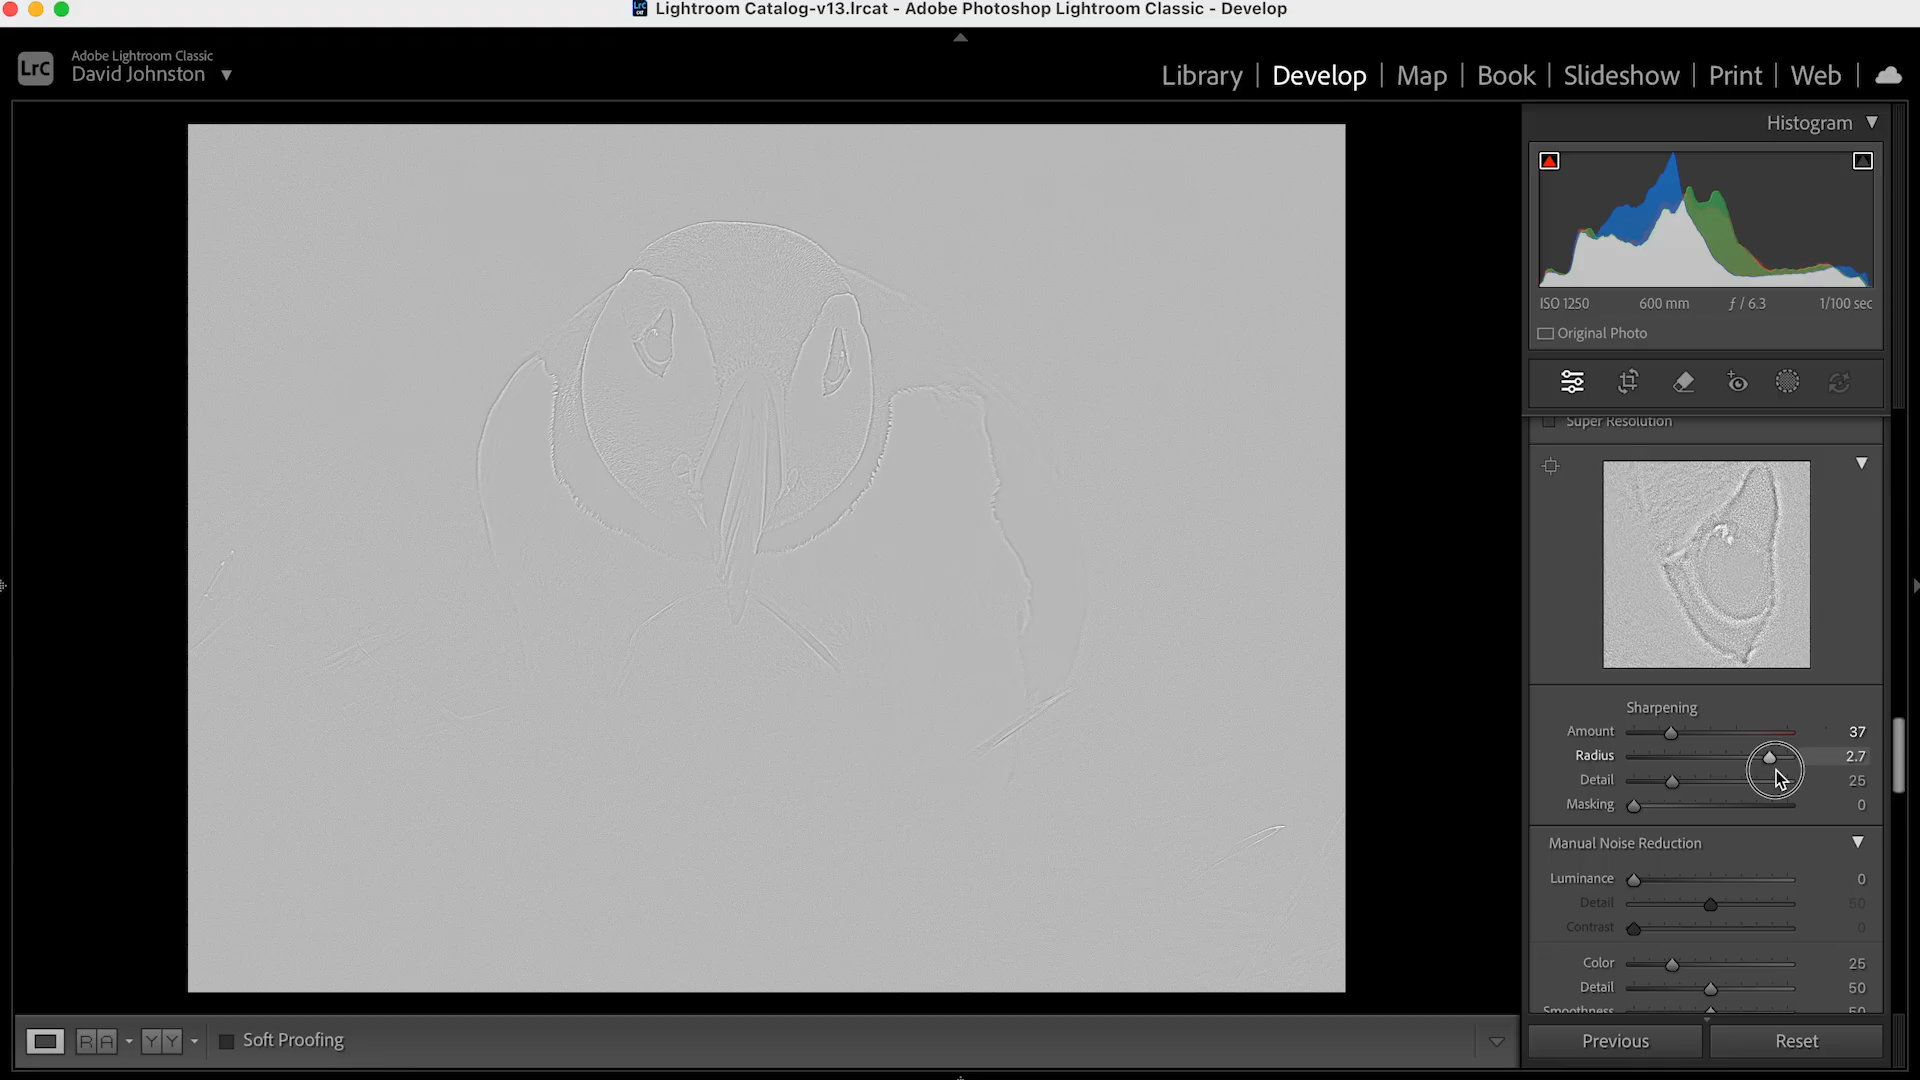 Lightroom Catalog-v13.lrcat - Adobe Photoshop Lightroom Classic - Develop
LrC
Adobe Lightroom Classic
David Johnston
Library | Develop | Map | Book | Slideshow | Print | Web |
Histogram
ISO 1250 600 mm ƒ / 6.3 1/100 sec
Original Photo
Super Resolution
Sharpening
Amount 37
Radius 2.7
Detail 25
Masking 0
Manual Noise Reduction
Luminance 0
Detail 50
Contrast 0
Color 25
Detail 50
Smoothness 50
R A Y Y Soft Proofing
Previous Reset